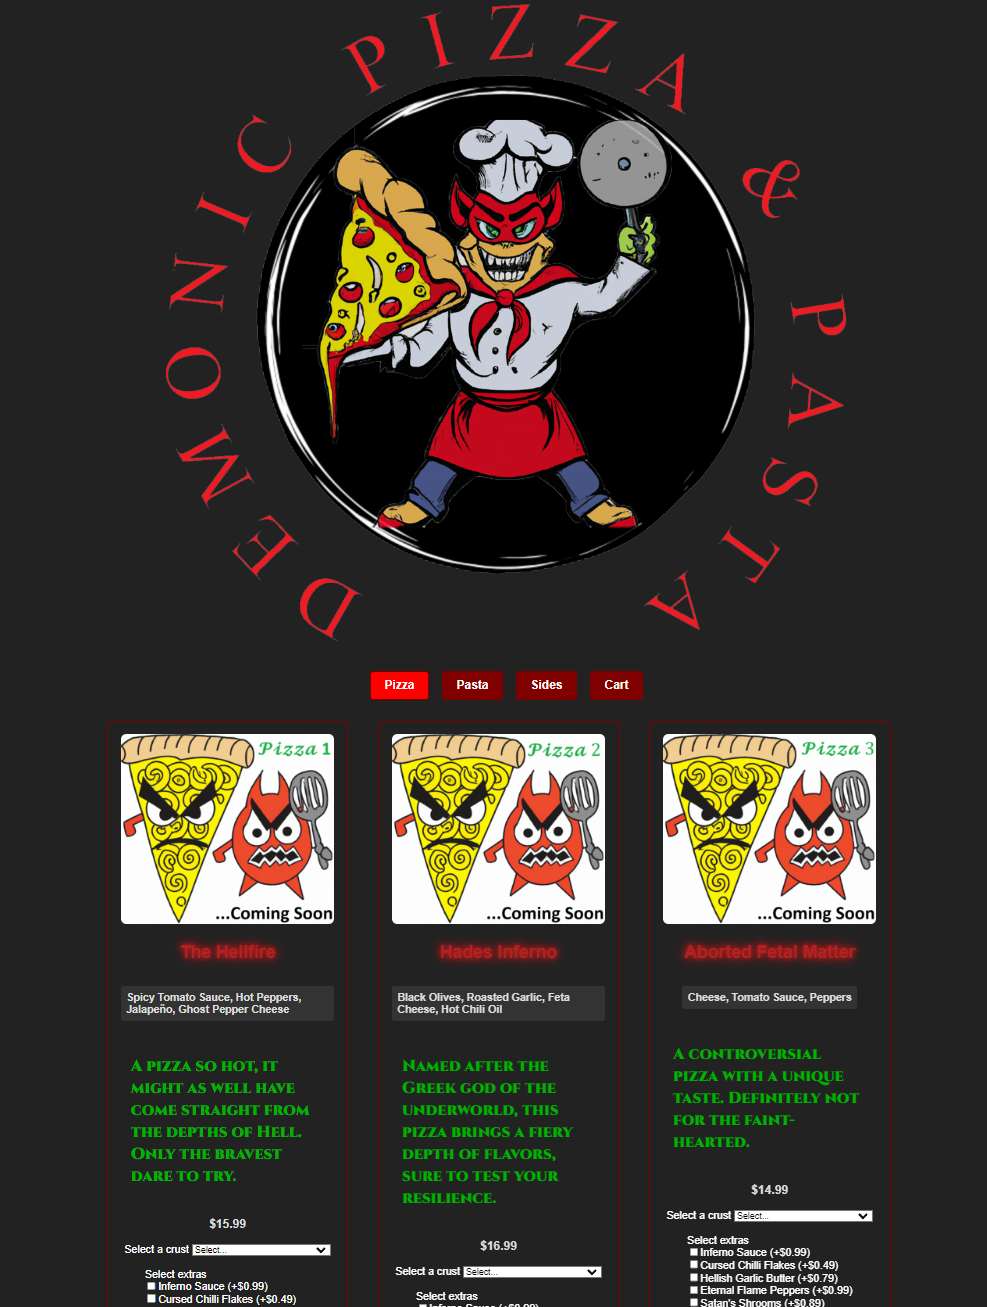 DEMONIC PIZZA & PASTA
Pizza Pasta Sides Cart
Pizza 1
...Coming Soon
The Hellfire
Spicy Tomato Sauce, Hot Peppers,
Jalapeño, Ghost Pepper Cheese
A pizza so hot, it
might as well have
come straight from
the depths of Hell.
Only the bravest
dare to try.
$15.99
Select a crust Select...
Select extras
Inferno Sauce (+$0.99)
Cursed Chilli Flakes (+$0.49)
Pizza 2
...Coming Soon
Hades Inferno
Black Olives, Roasted Garlic, Feta
Cheese, Hot Chili Oil
Named after the
Greek god of the
underworld, this
pizza brings a fiery
depth of flavors,
sure to test your
resilience.
$16.99
Select a crust Select...
Select extras
Inferno Sauce (+$0.99)
Pizza 3
...Coming Soon
Aborted Fetal Matter
Cheese, Tomato Sauce, Peppers
A controversial
pizza with a unique
taste. Definitely not
for the faint-
hearted.
$14.99
Select a crust Select...
Select extras
Inferno Sauce (+$0.99)
Cursed Chilli Flakes (+$0.49)
Hellish Garlic Butter (+$0.79)
Eternal Flame Peppers (+$0.99)
Satan's Shrooms (+$0.89)